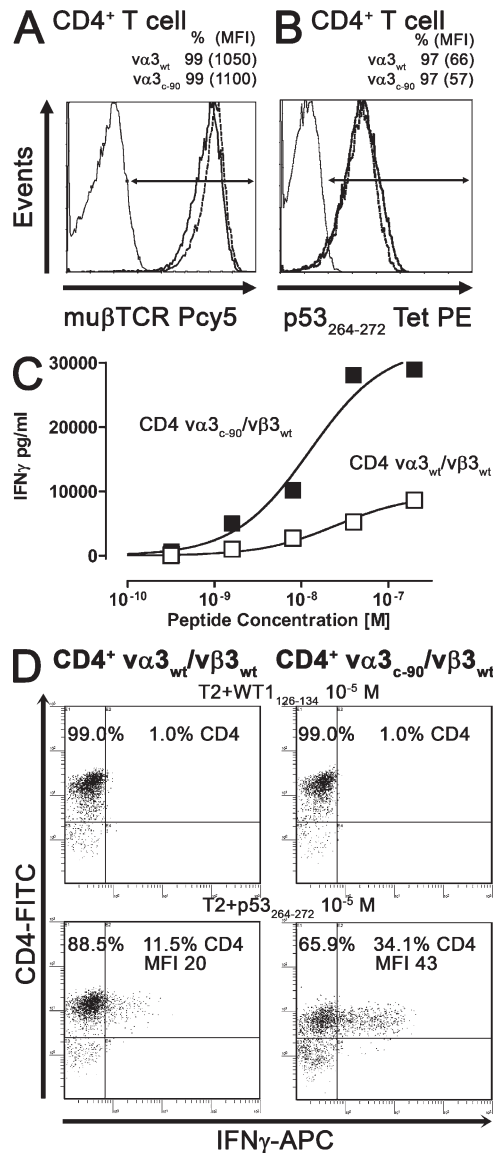 A CD4+ T cell
% (MFI)
vα3wt 99 (1050)
vα3c-90 99 (1100)
Events
muβTCR Pcy5
B CD4+ T cell
% (MFI)
vα3wt 97 (66)
vα3c-90 97 (57)
p53264-272 Tet PE
C
30000
20000
10000
0
IFNγ pg/ml
CD4 vα3c-90/vβ3wt
CD4 vα3wt/vβ3wt
10-10
10-9
10-8
10-7
Peptide Concentration [M]
D CD4+ vα3wt/vβ3wt CD4+ vα3c-90/vβ3wt
T2+WT1126-134 10-5 M
99.0% 1.0% CD4
99.0% 1.0% CD4
T2+p53264-272 10-5 M
88.5% 11.5% CD4
MFI 20
65.9% 34.1% CD4
MFI 43
CD4-FITC
IFNγ-APC